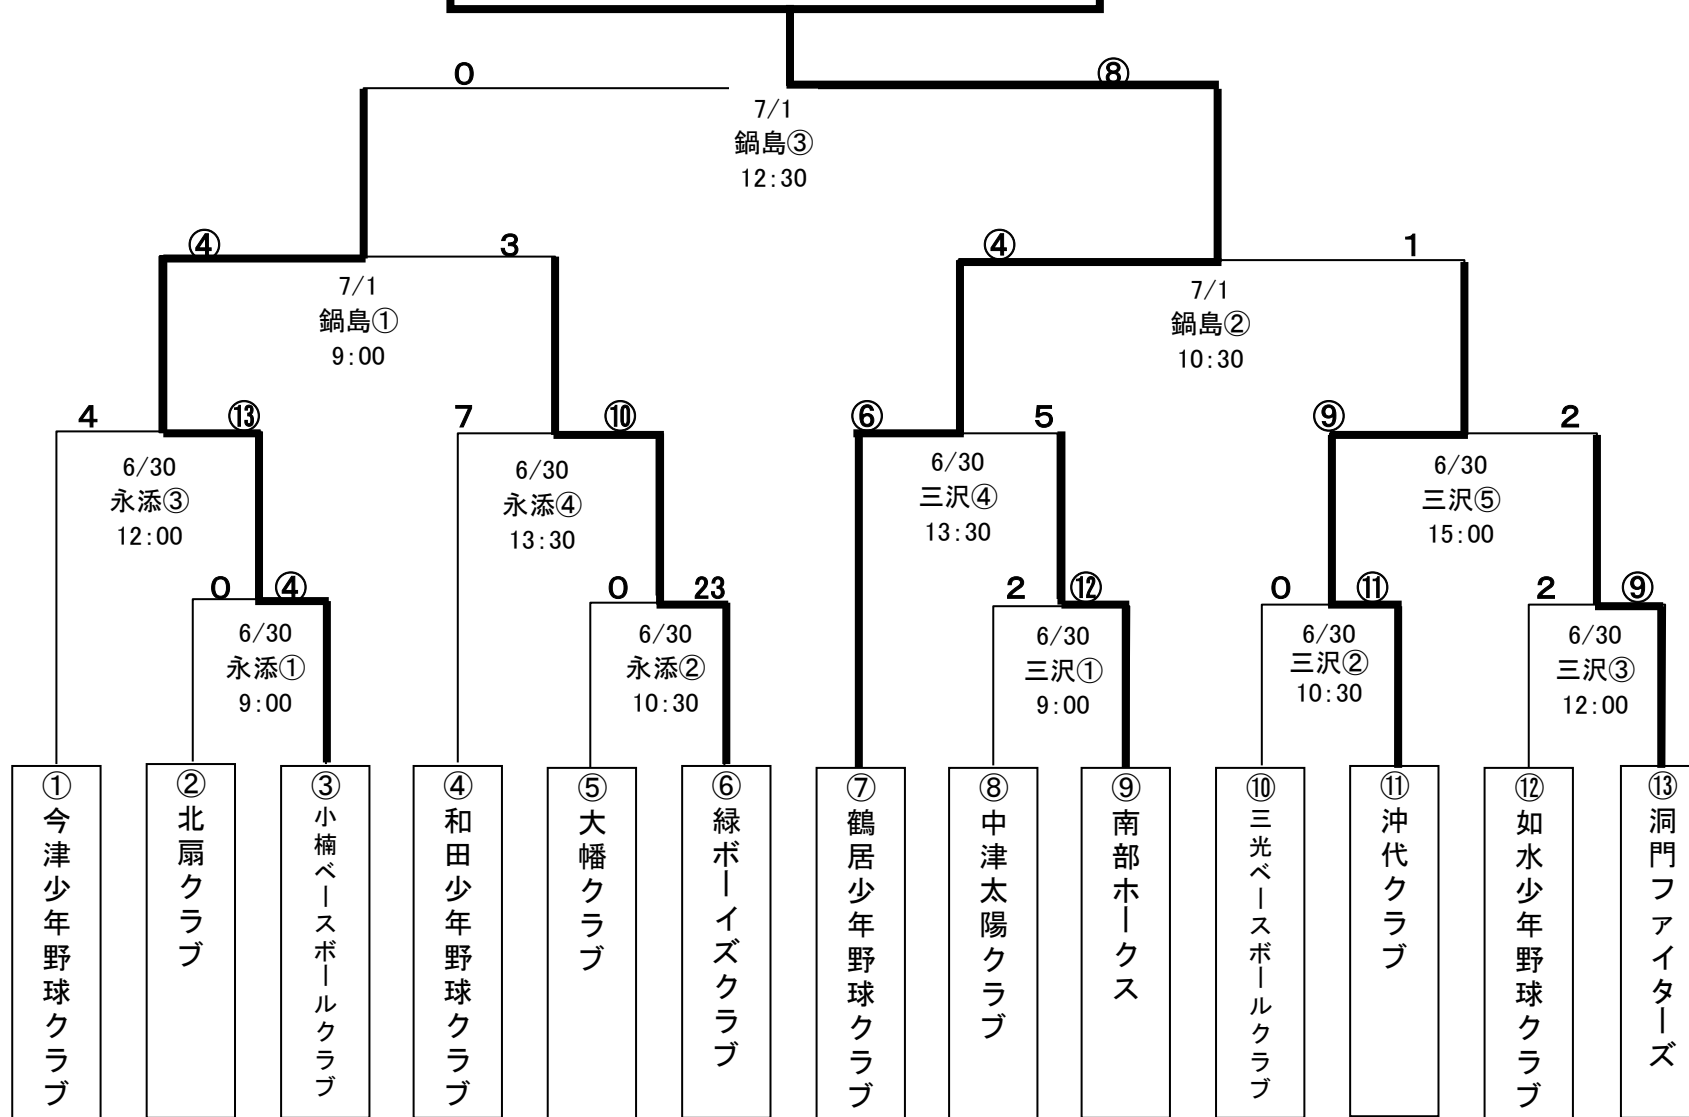 0
⑧
7/1
鍋島③
12:30
④
3
④
1
7/1
鍋島①
9:00
7/1
鍋島②
10:30
4
⑬
7
⑩
⑥
5
⑨
2
6/30
永添③
12:00
6/30
永添④
13:30
6/30
三沢④
13:30
6/30
三沢⑤
15:00
0
④
0
23
2
⑫
0
⑪
2
⑨
6/30
永添①
9:00
6/30
永添②
10:30
6/30
三沢①
9:00
6/30
三沢②
10:30
6/30
三沢③
12:00
①今津少年野球クラブ
②北扇クラブ
③小楠ベースボールクラブ
④和田少年野球クラブ
⑤大幡クラブ
⑥緑ボーイズクラブ
⑦鶴居少年野球クラブ
⑧中津太陽クラブ
⑨南部ホークス
⑩三光ベースボールクラブ
⑪沖代クラブ
⑫如水少年野球クラブ
⑬洞門ファイターズ